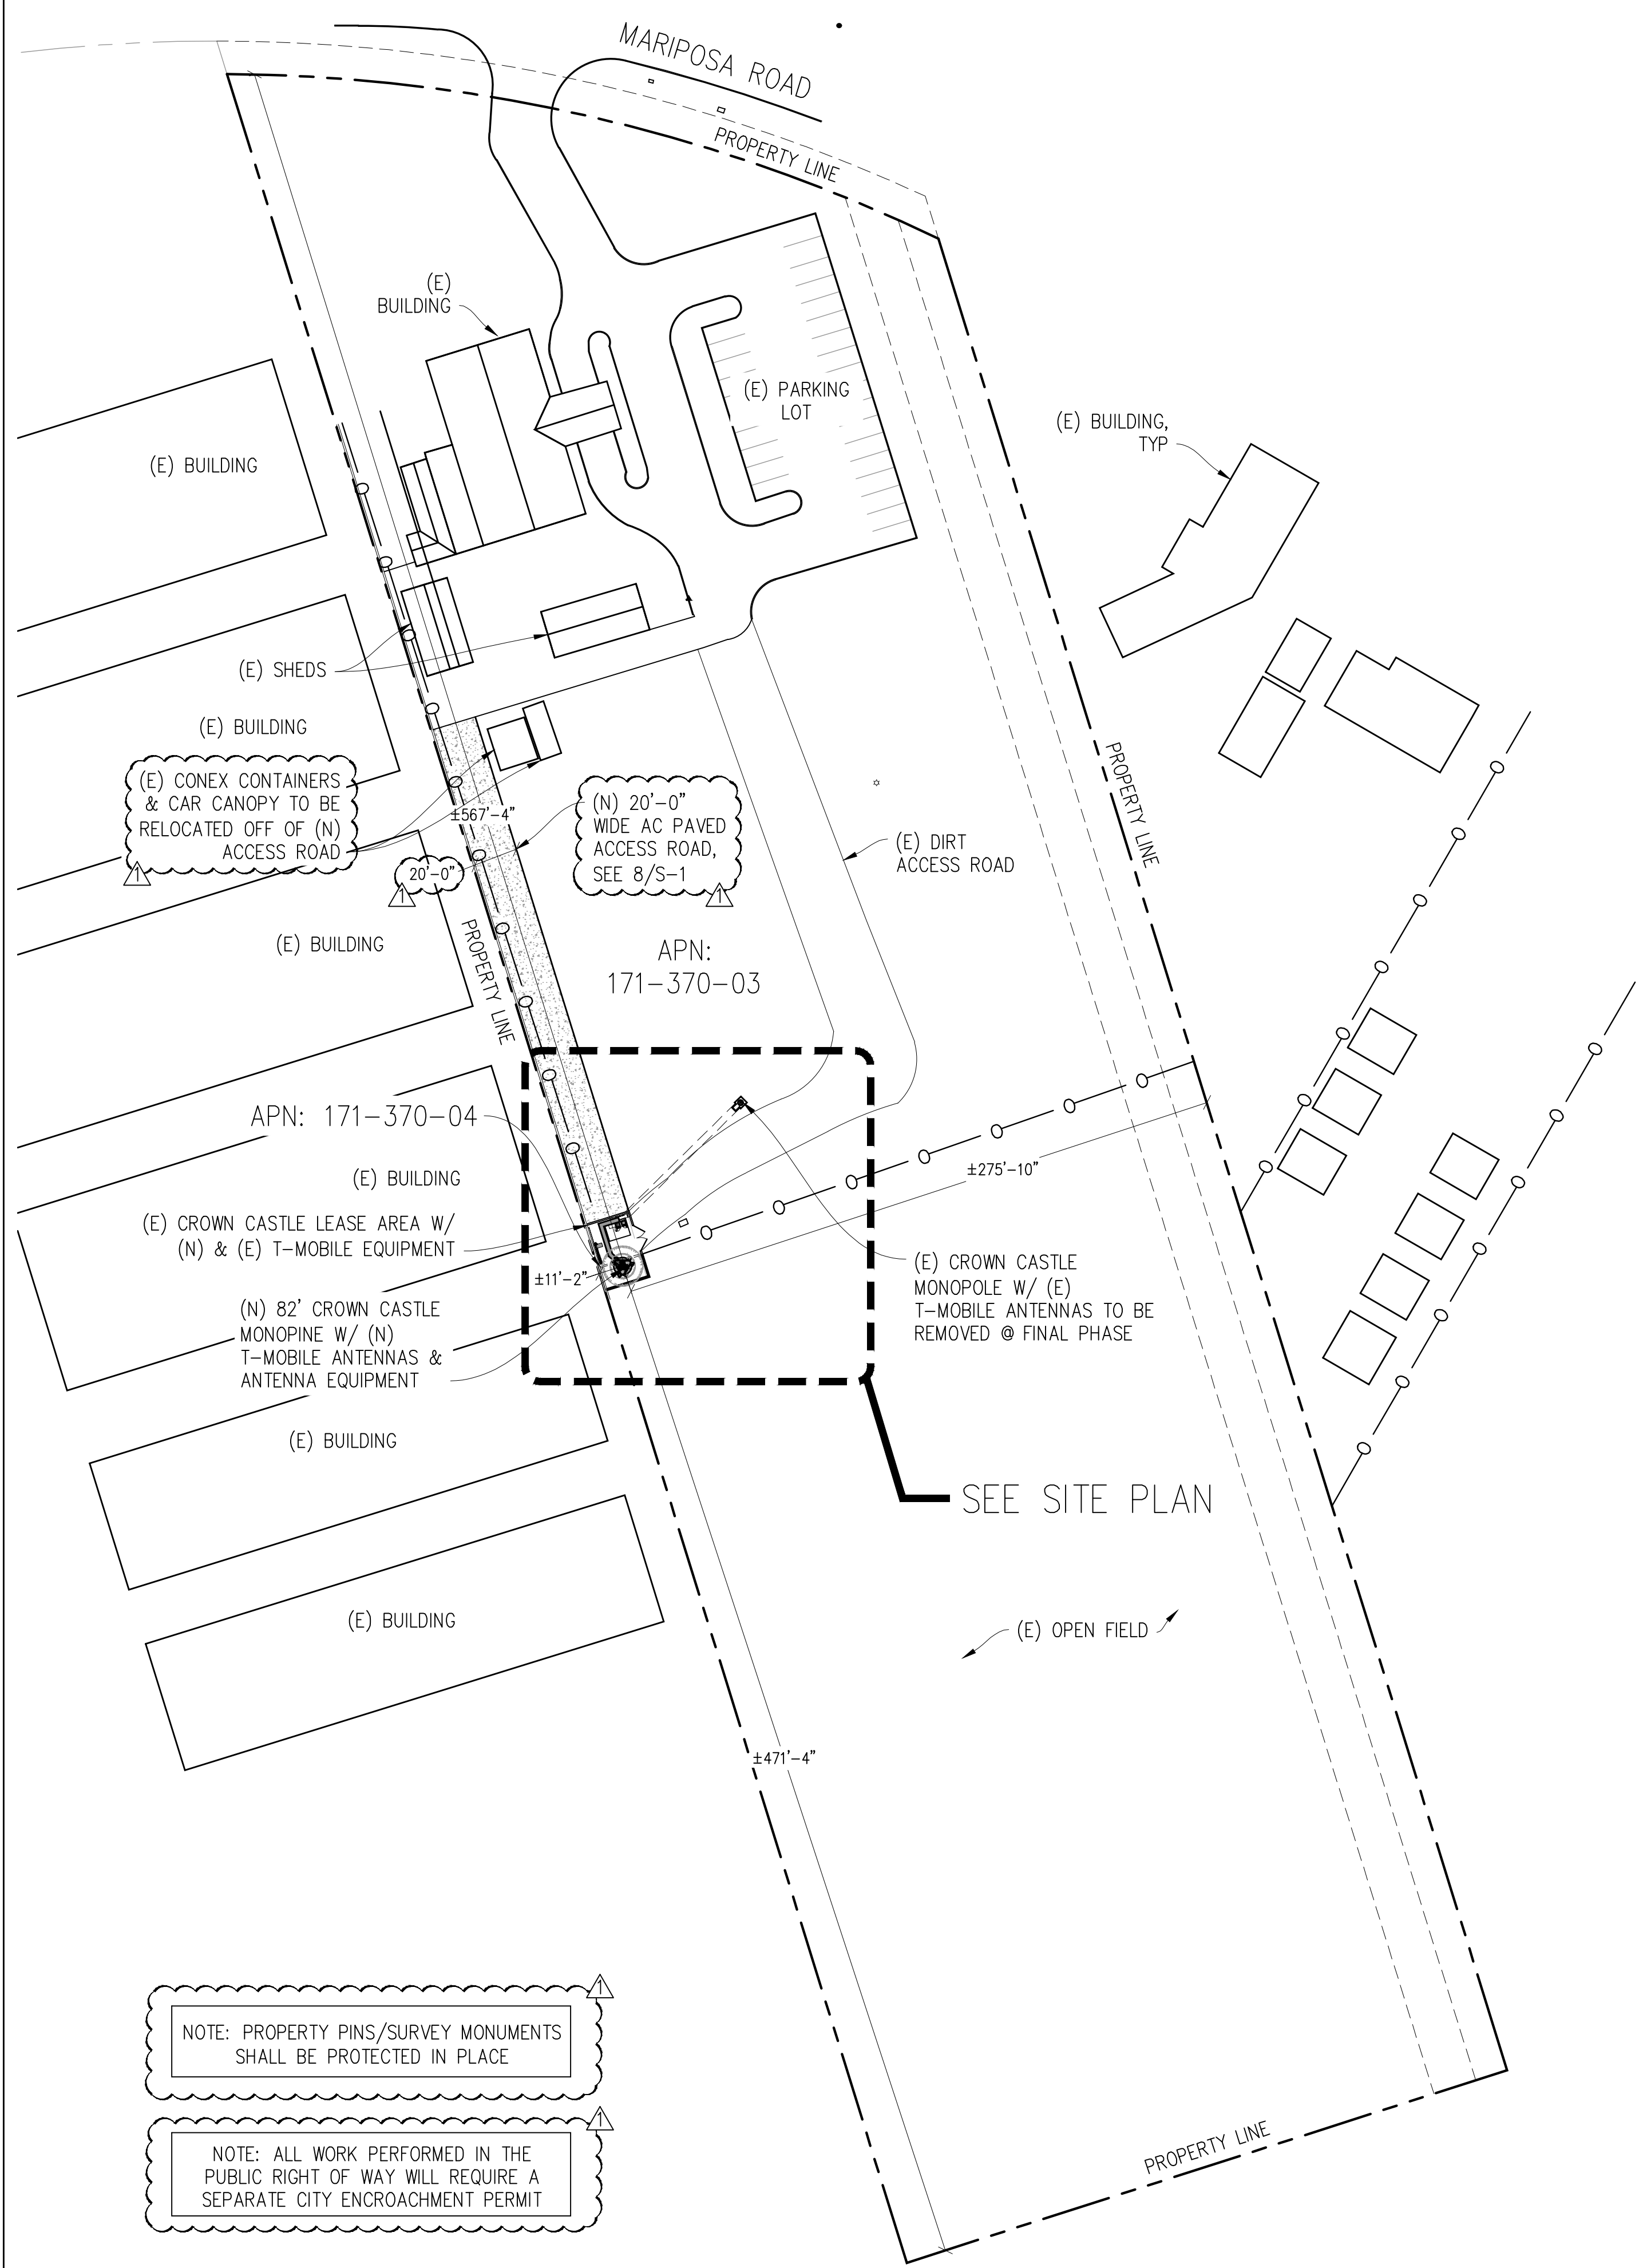 MARIPOSA ROAD
PROPERTY LINE
(E)
BUILDING
(E) PARKING
LOT
(E) BUILDING,
TYP
(E) BUILDING
(E) SHEDS
(E) BUILDING
(E) CONEX CONTAINERS
& CAR CANOPY TO BE
RELOCATED OFF OF (N)
ACCESS ROAD
1
±567'-4"
20'-0"
1
(N) 20'-0"
WIDE AC PAVED
ACCESS ROAD,
SEE 8/S-1
1
(E) DIRT
ACCESS ROAD
PROPERTY LINE
(E) BUILDING
PROPERTY LINE
APN:
171-370-03
APN: 171-370-04
(E) BUILDING
±275'-10"
(E) CROWN CASTLE LEASE AREA W/
(N) & (E) T-MOBILE EQUIPMENT
±11'-2"
(E) CROWN CASTLE
MONOPOLE W/ (E)
T-MOBILE ANTENNAS TO BE
REMOVED @ FINAL PHASE
(N) 82' CROWN CASTLE
MONOPINE W/ (N)
T-MOBILE ANTENNAS &
ANTENNA EQUIPMENT
(E) BUILDING
SEE SITE PLAN
(E) BUILDING
(E) OPEN FIELD
±471'-4"
1
NOTE: PROPERTY PINS/SURVEY MONUMENTS
SHALL BE PROTECTED IN PLACE
1
NOTE: ALL WORK PERFORMED IN THE
PUBLIC RIGHT OF WAY WILL REQUIRE A
SEPARATE CITY ENCROACHMENT PERMIT
PROPERTY LINE